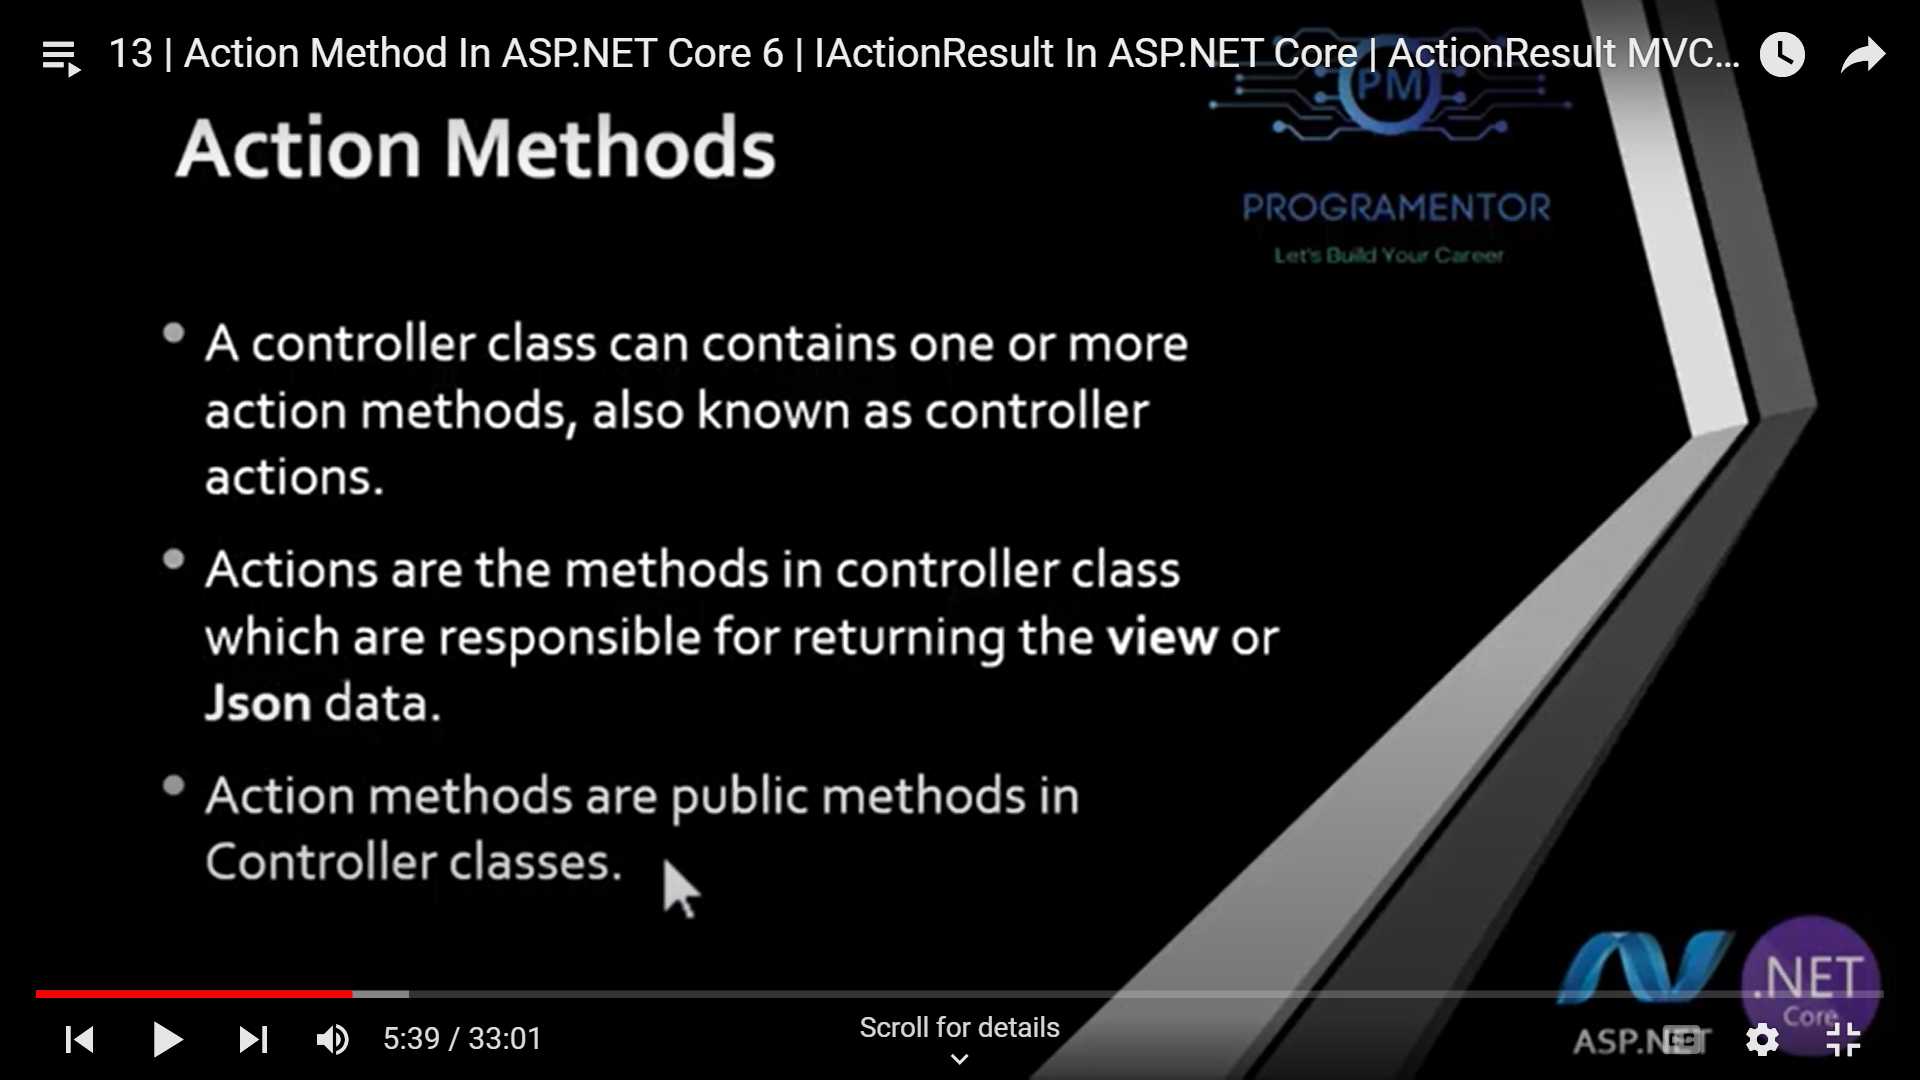 13 | Action Method In ASP.NET Core 6 | IActionResult In ASP.NET Core | ActionResult MVC...
PM
Action Methods
PROGRAMENTOR
Let's Build Your Career
• A controller class can contains one or more
action methods, also known as controller
actions.
• Actions are the methods in controller class
which are responsible for returning the view or
Json data.
• Action methods are public methods in
Controller classes.
.NET
Core
ASP.NET
5:39 / 33:01
Scroll for details